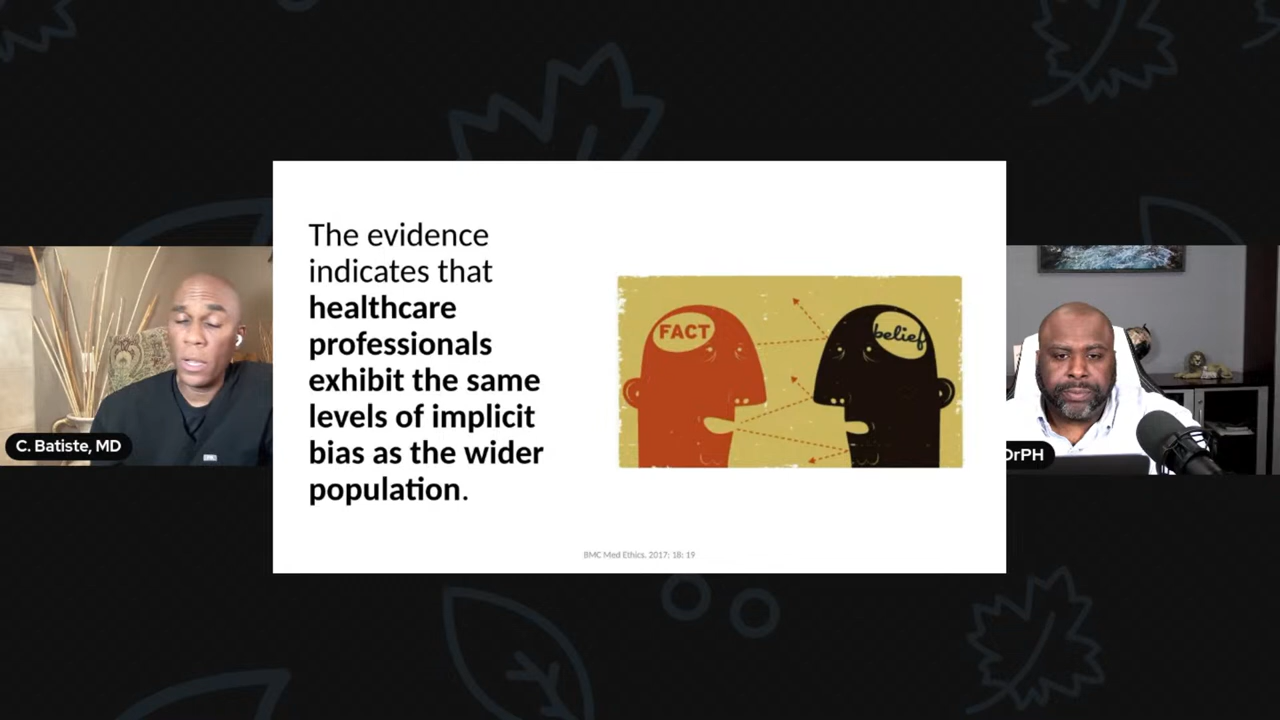 The evidence
indicates that
healthcare
professionals
exhibit the same
levels of implicit
bias as the wider
population.
FACT
belief
BMC Med Ethics. 2017; 18: 19
C. Batiste, MD
DrPH